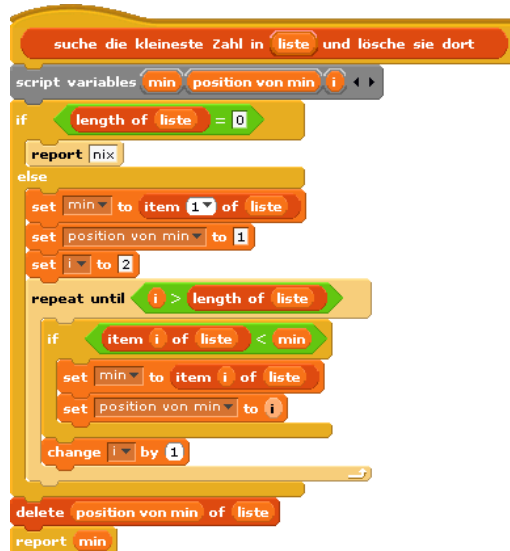 suche die kleineste Zahl in liste und lösche sie dort
script variables min position von min i
if length of liste = 0
report nix
else
set min to item 1 of liste
set position von min to 1
set i to 2
repeat until i > length of liste
if item i of liste < min
set min to item i of liste
set position von min to i
change i by 1
delete position von min of liste
report min